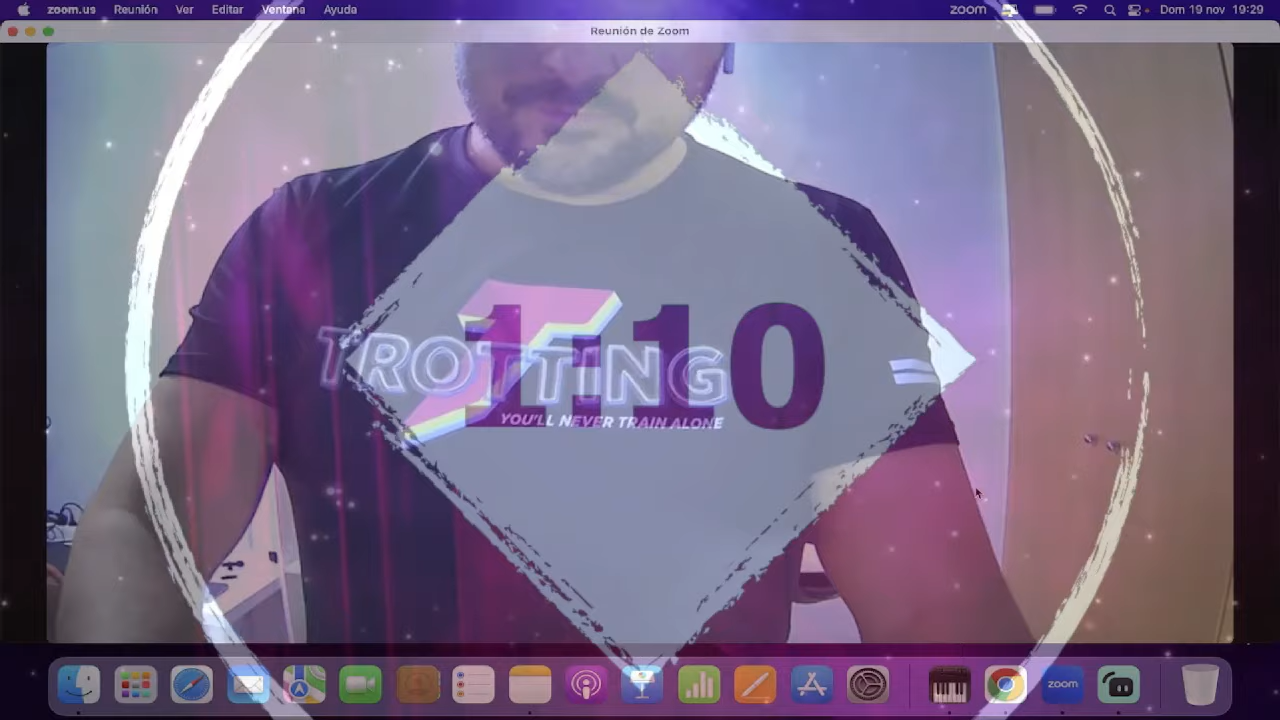 zoom.us Reunión Ver Editar Ventana Ayuda zoom Dom 19 nov 19:29
Reunión de Zoom
1:10
TROTTING
YOU'LL NEVER TRAIN ALONE
zoom